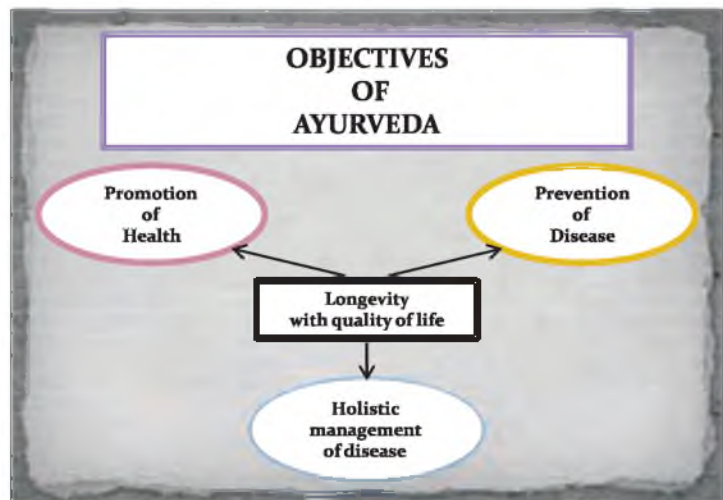 OBJECTIVES
OF
AYURVEDA
Promotion
of
Health
Prevention
of
Disease
Longevity
with quality of life
Holistic
management
of disease